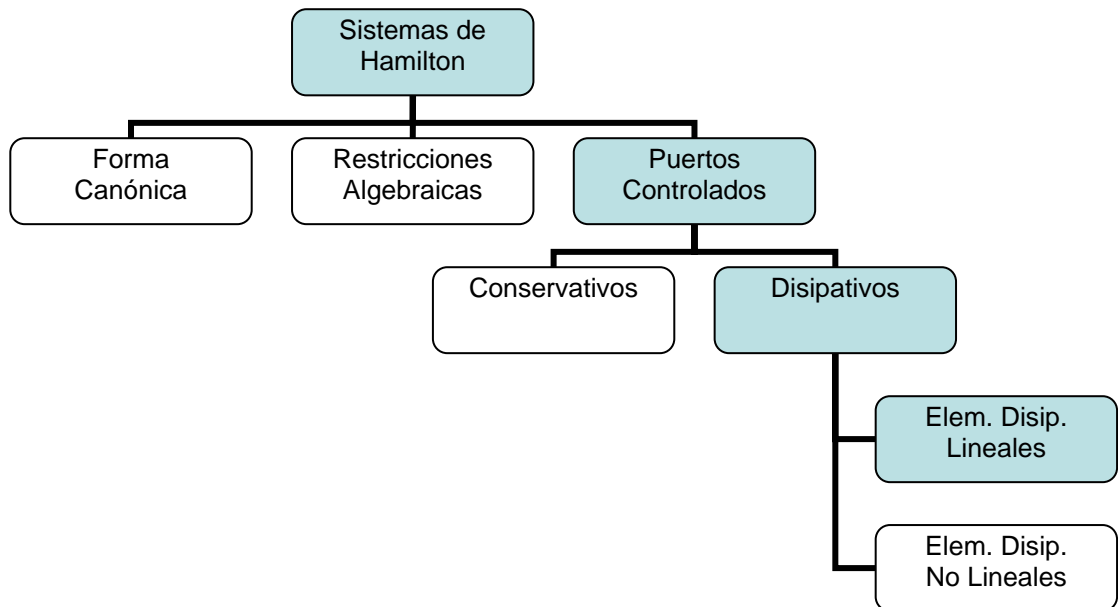 Sistemas de
Hamilton
Forma
Canónica
Restricciones
Algebraicas
Puertos
Controlados
Conservativos
Disipativos
Elem. Disip.
Lineales
Elem. Disip.
No Lineales